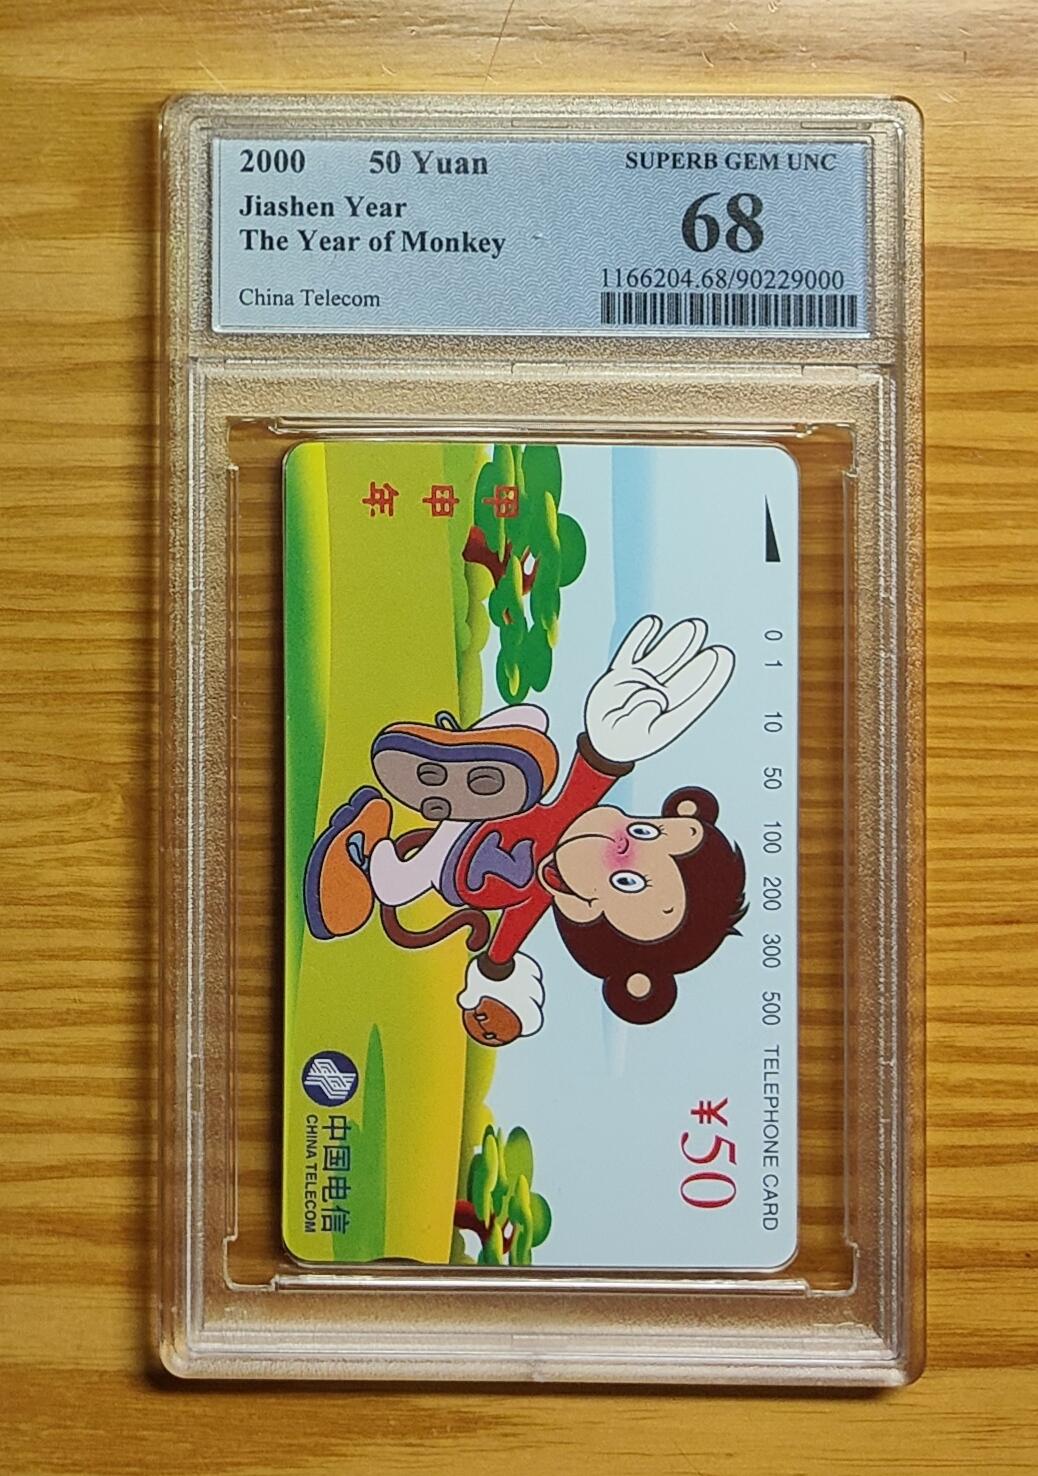 2000 50 Yuan
Jiashen Year
The Year of Monkey
China Telecom
SUPERB GEM UNC
68
1166204.68/90229000
0 1 10 50 100 200 300 500 TELEPHONE CARD
¥50
甲申年
中国电信
CHINA TELECOM